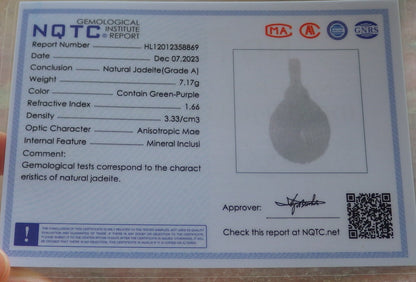 NQTC GEMOLOGICAL
INSTITUTE
® REPORT
MA
GNRS
Report Number HL12012358869
Date Dec 07,2023
Conclusion Natural Jadeite(Grade A)
Weight 7.17g
Color Contain Green-Purple
Refractive Index 1.66
Density 3.33/cm3
Optic Character Anisotropic Mae
Internal Feature Mineral Inclusi
Comment:
Gemological tests correspond to the charact
eristics of natural jadeite.
Approver:
Check this report at NQTC.net